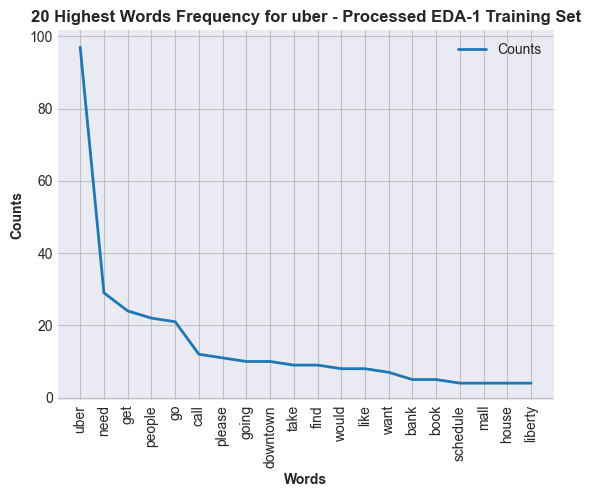 20 Highest Words Frequency for uber - Processed EDA-1 Training Set
Counts
100
80
60
40
20
0
Counts
uber
need
get
people
go
call
please
going
downtown
take
find
would
like
want
bank
book
schedule
mall
house
liberty
Words